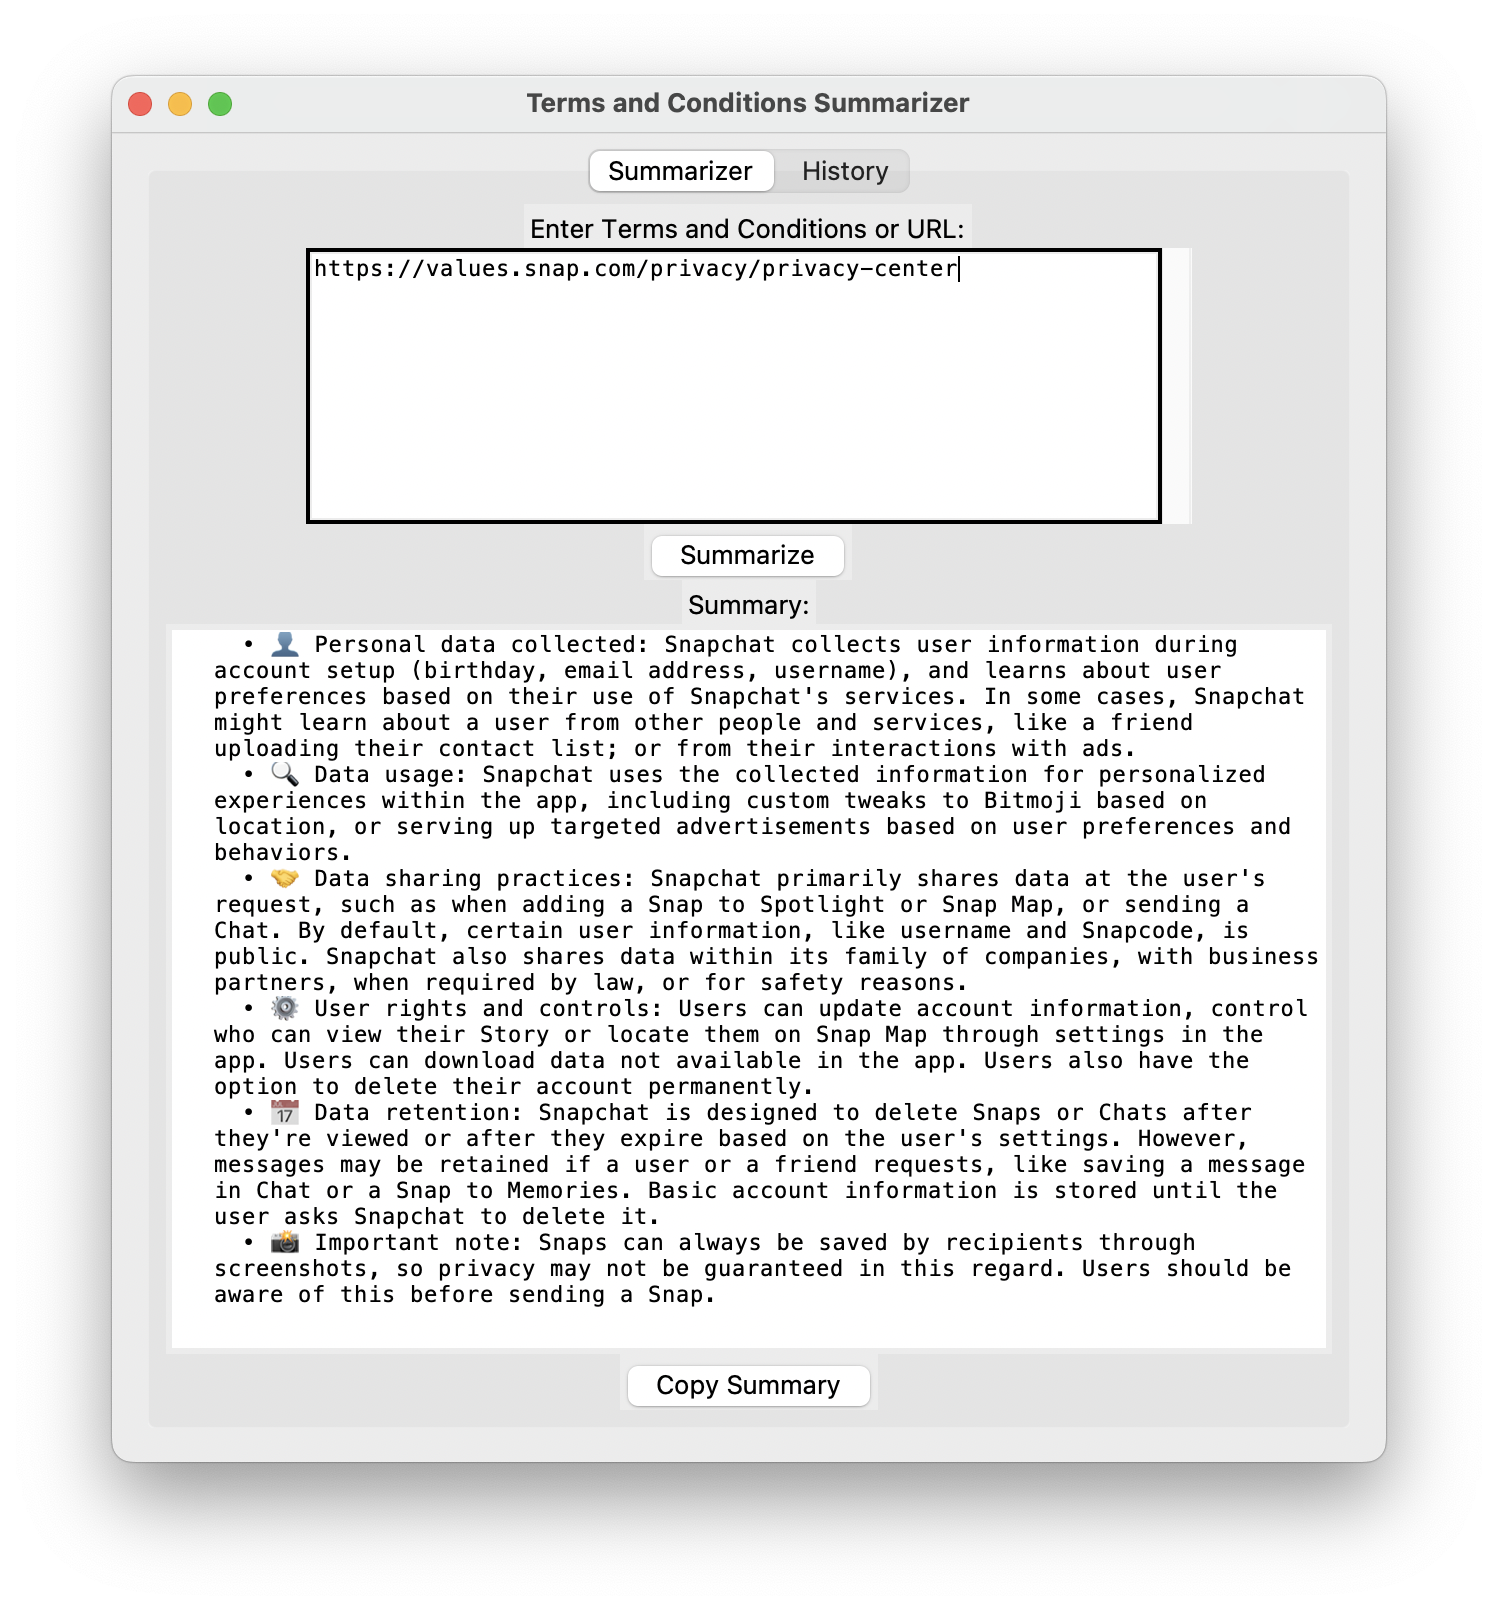 Terms and Conditions Summarizer
Summarizer History
Enter Terms and Conditions or URL:
https://values.snap.com/privacy/privacy-center
Summarize
Summary:
• 👤 Personal data collected: Snapchat collects user information during
account setup (birthday, email address, username), and learns about user
preferences based on their use of Snapchat's services. In some cases, Snapchat
might learn about a user from other people and services, like a friend
uploading their contact list; or from their interactions with ads.
• 🔍 Data usage: Snapchat uses the collected information for personalized
experiences within the app, including custom tweaks to Bitmoji based on
location, or serving up targeted advertisements based on user preferences and
behaviors.
• 🤝 Data sharing practices: Snapchat primarily shares data at the user's
request, such as when adding a Snap to Spotlight or Snap Map, or sending a
Chat. By default, certain user information, like username and Snapcode, is
public. Snapchat also shares data within its family of companies, with business
partners, when required by law, or for safety reasons.
• ⚙️ User rights and controls: Users can update account information, control
who can view their Story or locate them on Snap Map through settings in the
app. Users can download data not available in the app. Users also have the
option to delete their account permanently.
• 📅 Data retention: Snapchat is designed to delete Snaps or Chats after
they're viewed or after they expire based on the user's settings. However,
messages may be retained if a user or a friend requests, like saving a message
in Chat or a Snap to Memories. Basic account information is stored until the
user asks Snapchat to delete it.
• 📸 Important note: Snaps can always be saved by recipients through
screenshots, so privacy may not be guaranteed in this regard. Users should be
aware of this before sending a Snap.
Copy Summary